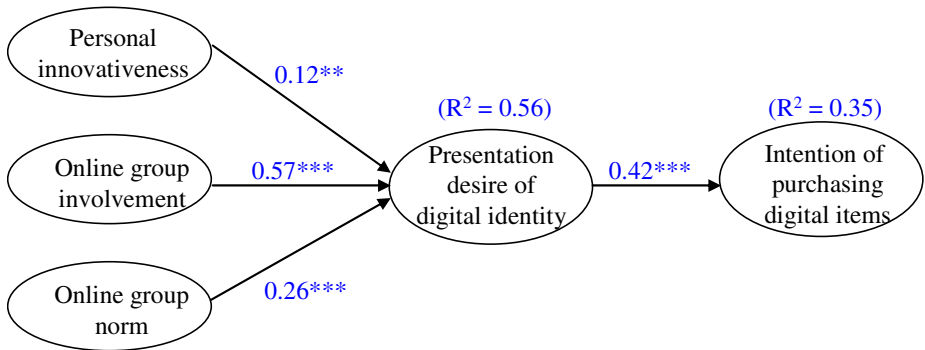 Personal
innovativeness
0.12**
(R² = 0.56)
(R² = 0.35)
Online group
involvement
0.57***
Presentation
desire of
digital identity
0.42***
Intention of
purchasing
digital items
0.26***
Online group
norm